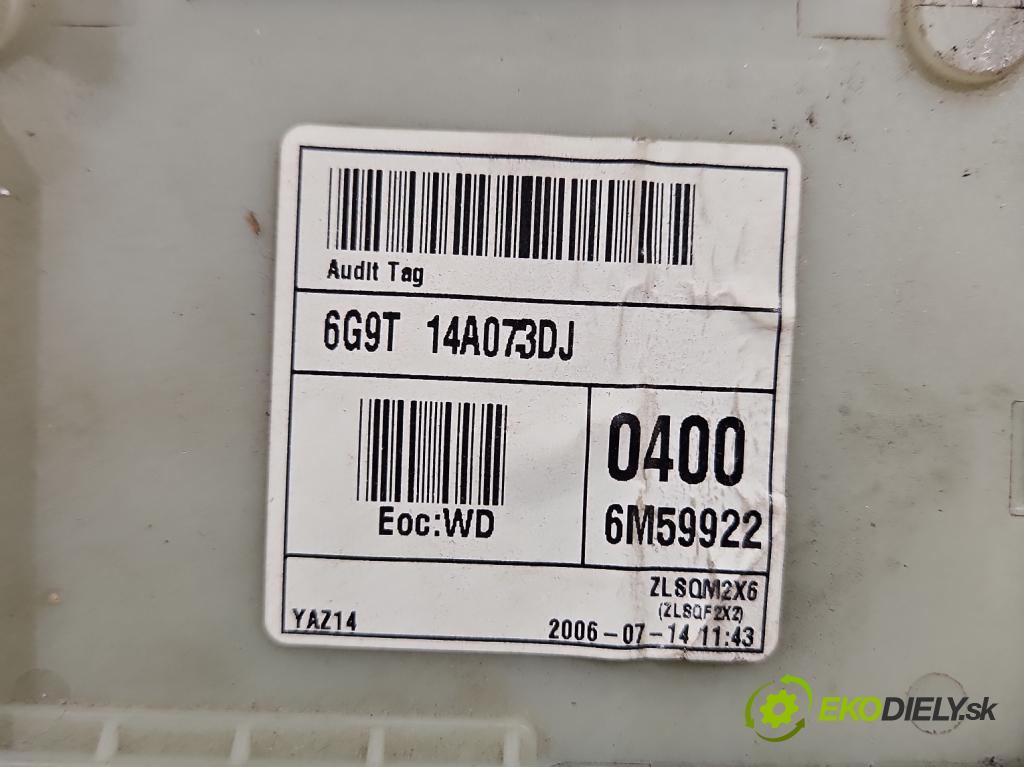 Audit Tag
6G9T 14A073DJ
Eoc:WD
0400
6M59922
ZLSQM2X6
(ZLSQF2X2)
YAZ14
2006-07-14 11:43
EKODIELY.sk